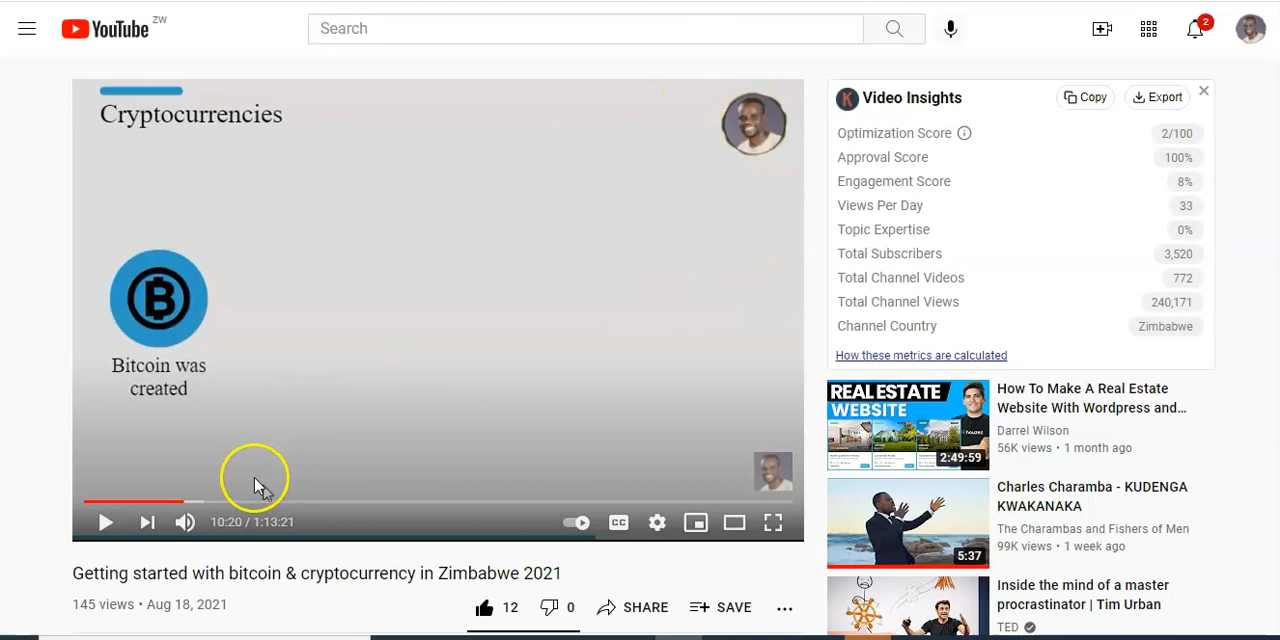 YouTube ZW
Search
2
Cryptocurrencies
Bitcoin was
created
10:20 / 1:13:21
CC
Getting started with bitcoin & cryptocurrency in Zimbabwe 2021
145 views • Aug 18, 2021
12
0
SHARE
SAVE
K Video Insights
Copy
Export
Optimization Score 2/100
Approval Score 100%
Engagement Score 8%
Views Per Day 33
Topic Expertise 0%
Total Subscribers 3,520
Total Channel Videos 772
Total Channel Views 240,171
Channel Country Zimbabwe
How these metrics are calculated
REAL ESTATE
WEBSITE
2:49:59
How To Make A Real Estate
Website With Wordpress and...
Darrel Wilson
56K views • 1 month ago
5:37
Charles Charamba - KUDENGA
KWAKANAKA
The Charambas and Fishers of Men
99K views • 1 week ago
Inside the mind of a master
procrastinator | Tim Urban
TED